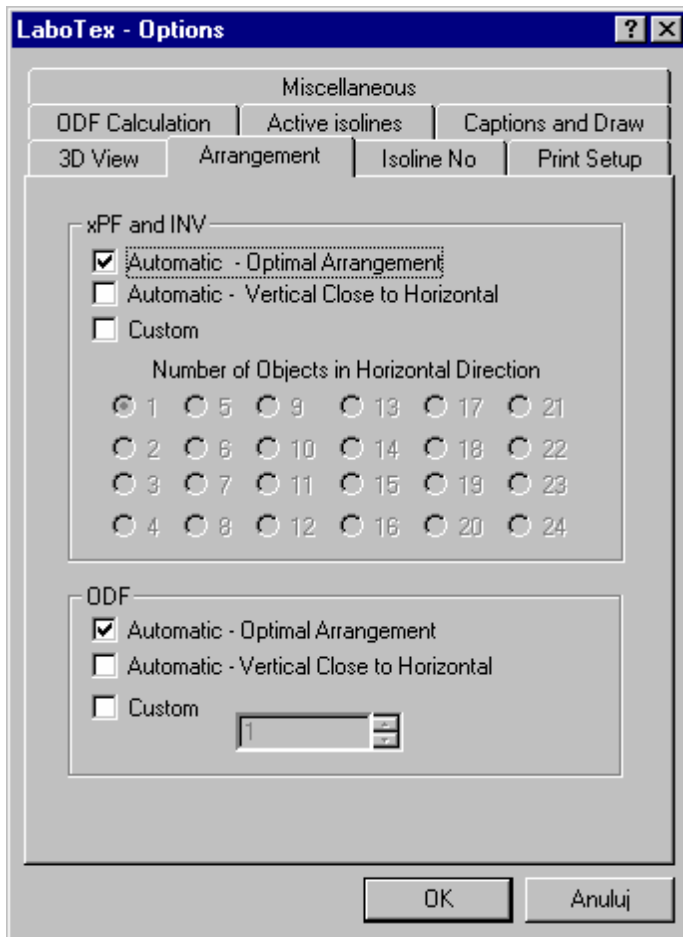 LaboTex - Options
Miscellaneous
ODF Calculation Active isolines Captions and Draw
3D View Arrangement Isoline No Print Setup
xPF and INV
Automatic - Optimal Arrangement
Automatic - Vertical Close to Horizontal
Custom
Number of Objects in Horizontal Direction
1 5 9 13 17 21
2 6 10 14 18 22
3 7 11 15 19 23
4 8 12 16 20 24
ODF
Automatic - Optimal Arrangement
Automatic - Vertical Close to Horizontal
Custom
1
OK Anuluj